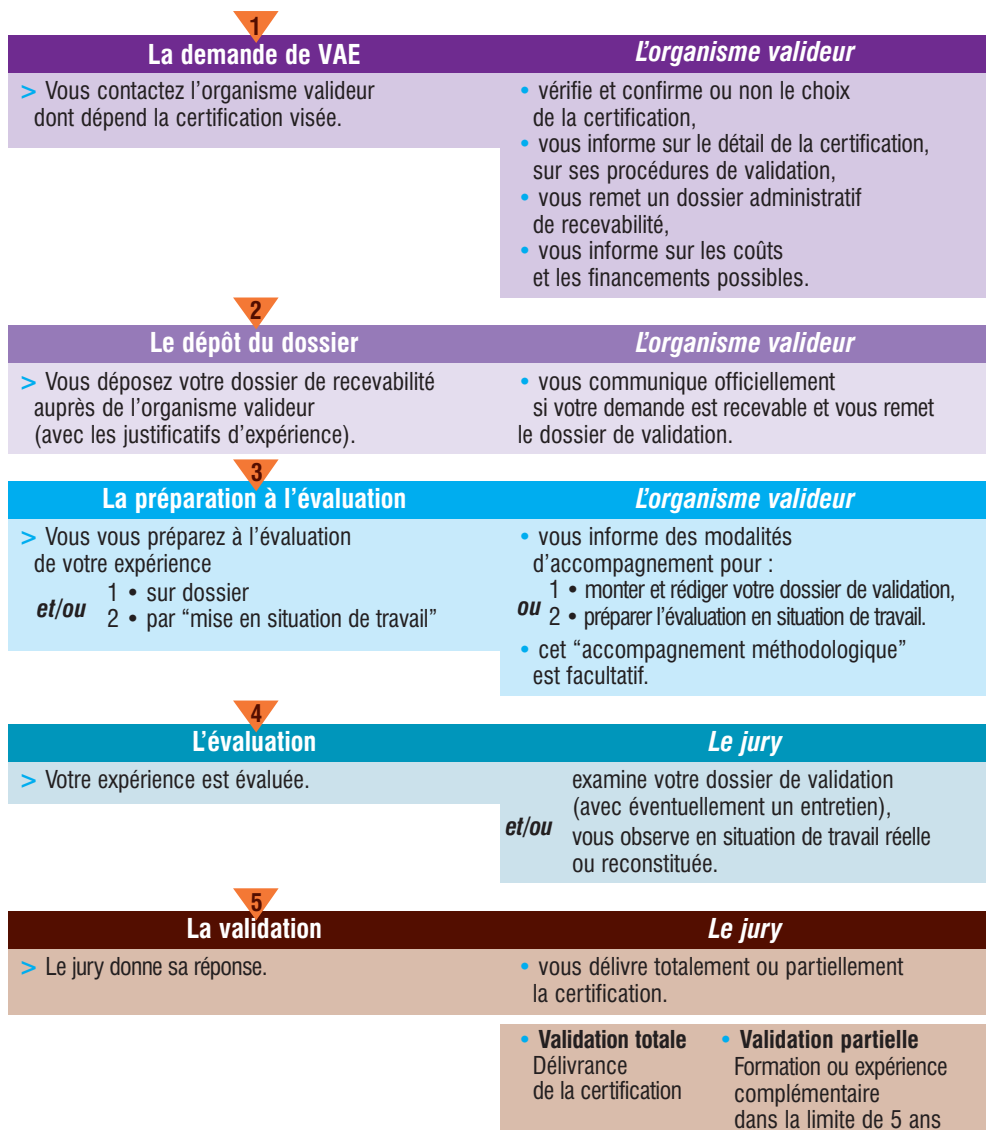 1
La demande de VAE
> Vous contactez l'organisme valideur
dont dépend la certification visée.
L'organisme valideur
• vérifie et confirme ou non le choix
de la certification,
• vous informe sur le détail de la certification,
sur ses procédures de validation,
• vous remet un dossier administratif
de recevabilité,
• vous informe sur les coûts
et les financements possibles.
2
Le dépôt du dossier
> Vous déposez votre dossier de recevabilité
auprès de l'organisme valideur
(avec les justificatifs d'expérience).
L'organisme valideur
• vous communique officiellement
si votre demande est recevable et vous remet
le dossier de validation.
3
La préparation à l'évaluation
> Vous vous préparez à l'évaluation
de votre expérience
et/ou
1 • sur dossier
2 • par "mise en situation de travail"
L'organisme valideur
• vous informe des modalités
d'accompagnement pour :
ou
1 • monter et rédiger votre dossier de validation,
2 • préparer l'évaluation en situation de travail.
• cet "accompagnement méthodologique"
est facultatif.
4
L'évaluation
> Votre expérience est évaluée.
Le jury
examine votre dossier de validation
(avec éventuellement un entretien),
et/ou
vous observe en situation de travail réelle
ou reconstituée.
5
La validation
> Le jury donne sa réponse.
Le jury
• vous délivre totalement ou partiellement
la certification.
• Validation totale
Délivrance
de la certification
• Validation partielle
Formation ou expérience
complémentaire
dans la limite de 5 ans